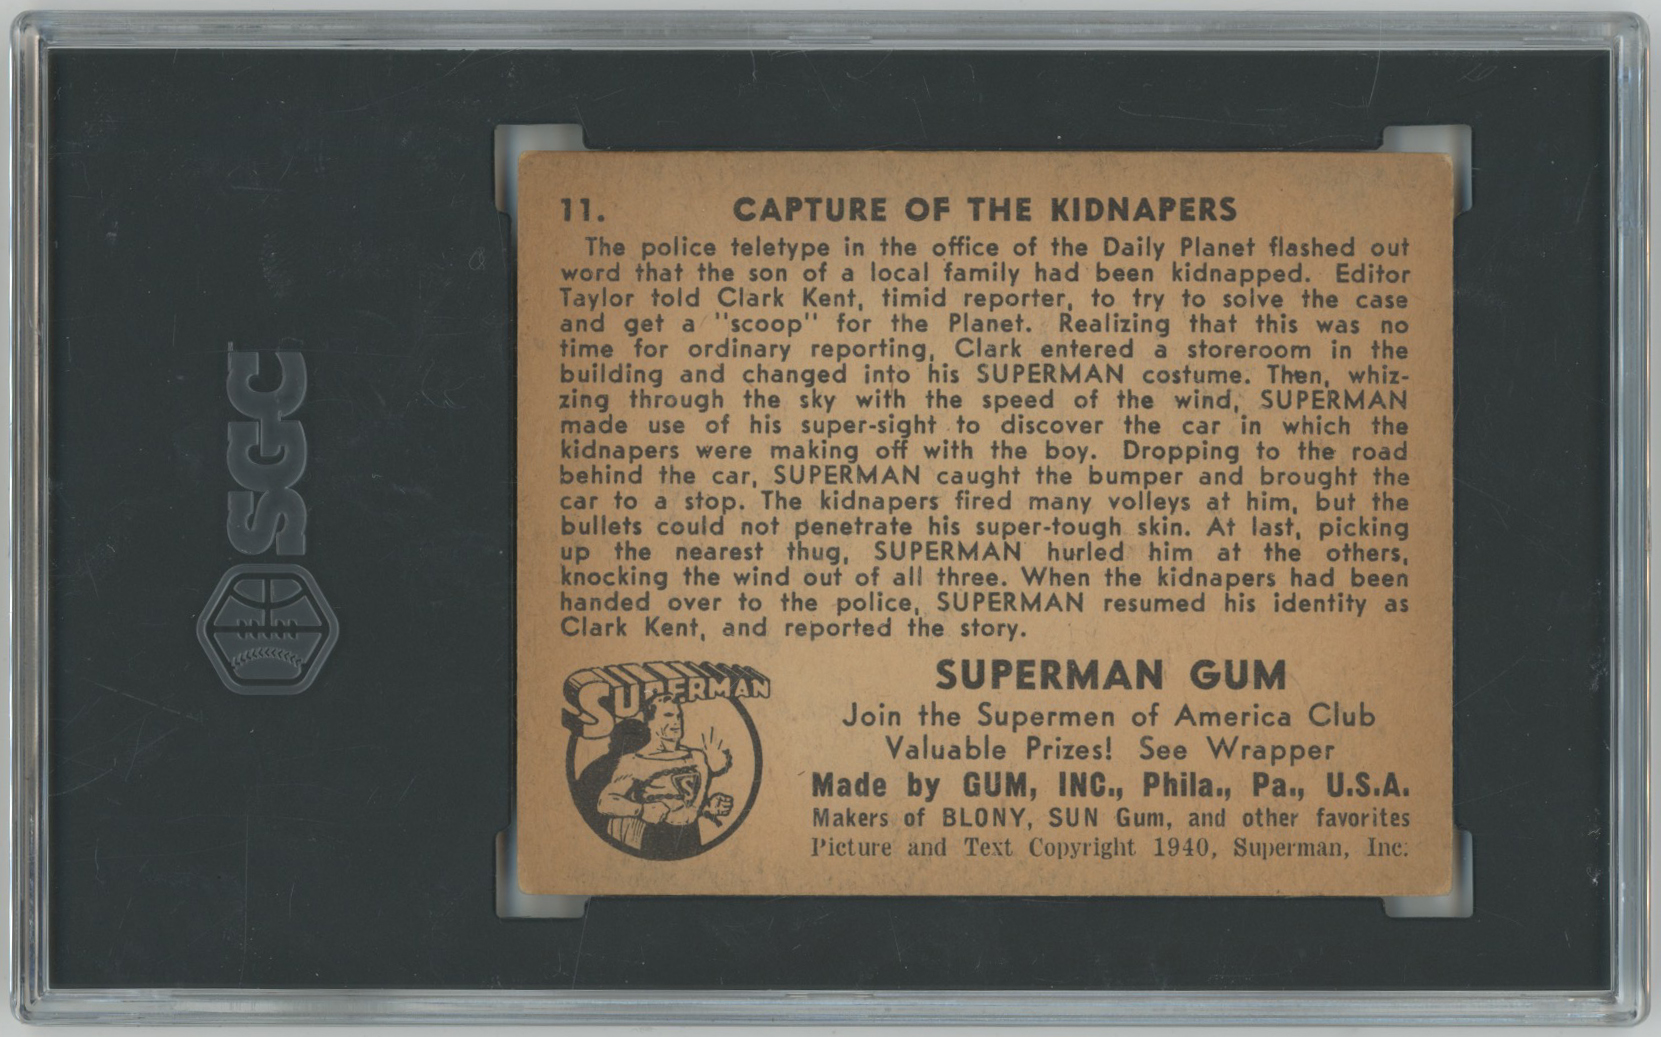 SGC
11. CAPTURE OF THE KIDNAPERS
The police teletype in the office of the Daily Planet flashed out
word that the son of a local family had been kidnapped. Editor
Taylor told Clark Kent, timid reporter, to try to solve the case
and get a "scoop" for the Planet. Realizing that this was no
time for ordinary reporting, Clark entered a storeroom in the
building and changed into his SUPERMAN costume. Then, whiz-
zing through the sky with the speed of the wind, SUPERMAN
made use of his super-sight to discover the car in which the
kidnapers were making off with the boy. Dropping to the road
behind the car, SUPERMAN caught the bumper and brought the
car to a stop. The kidnapers fired many volleys at him, but the
bullets could not penetrate his super-tough skin. At last, picking
up the nearest thug, SUPERMAN hurled him at the others,
knocking the wind out of all three. When the kidnapers had been
handed over to the police, SUPERMAN resumed his identity as
Clark Kent, and reported the story.
SUPERMAN
S
SUPERMAN GUM
Join the Supermen of America Club
Valuable Prizes! See Wrapper
Made by GUM, INC., Phila., Pa., U.S.A.
Makers of BLONY, SUN Gum, and other favorites
Picture and Text Copyright 1940, Superman, Inc.